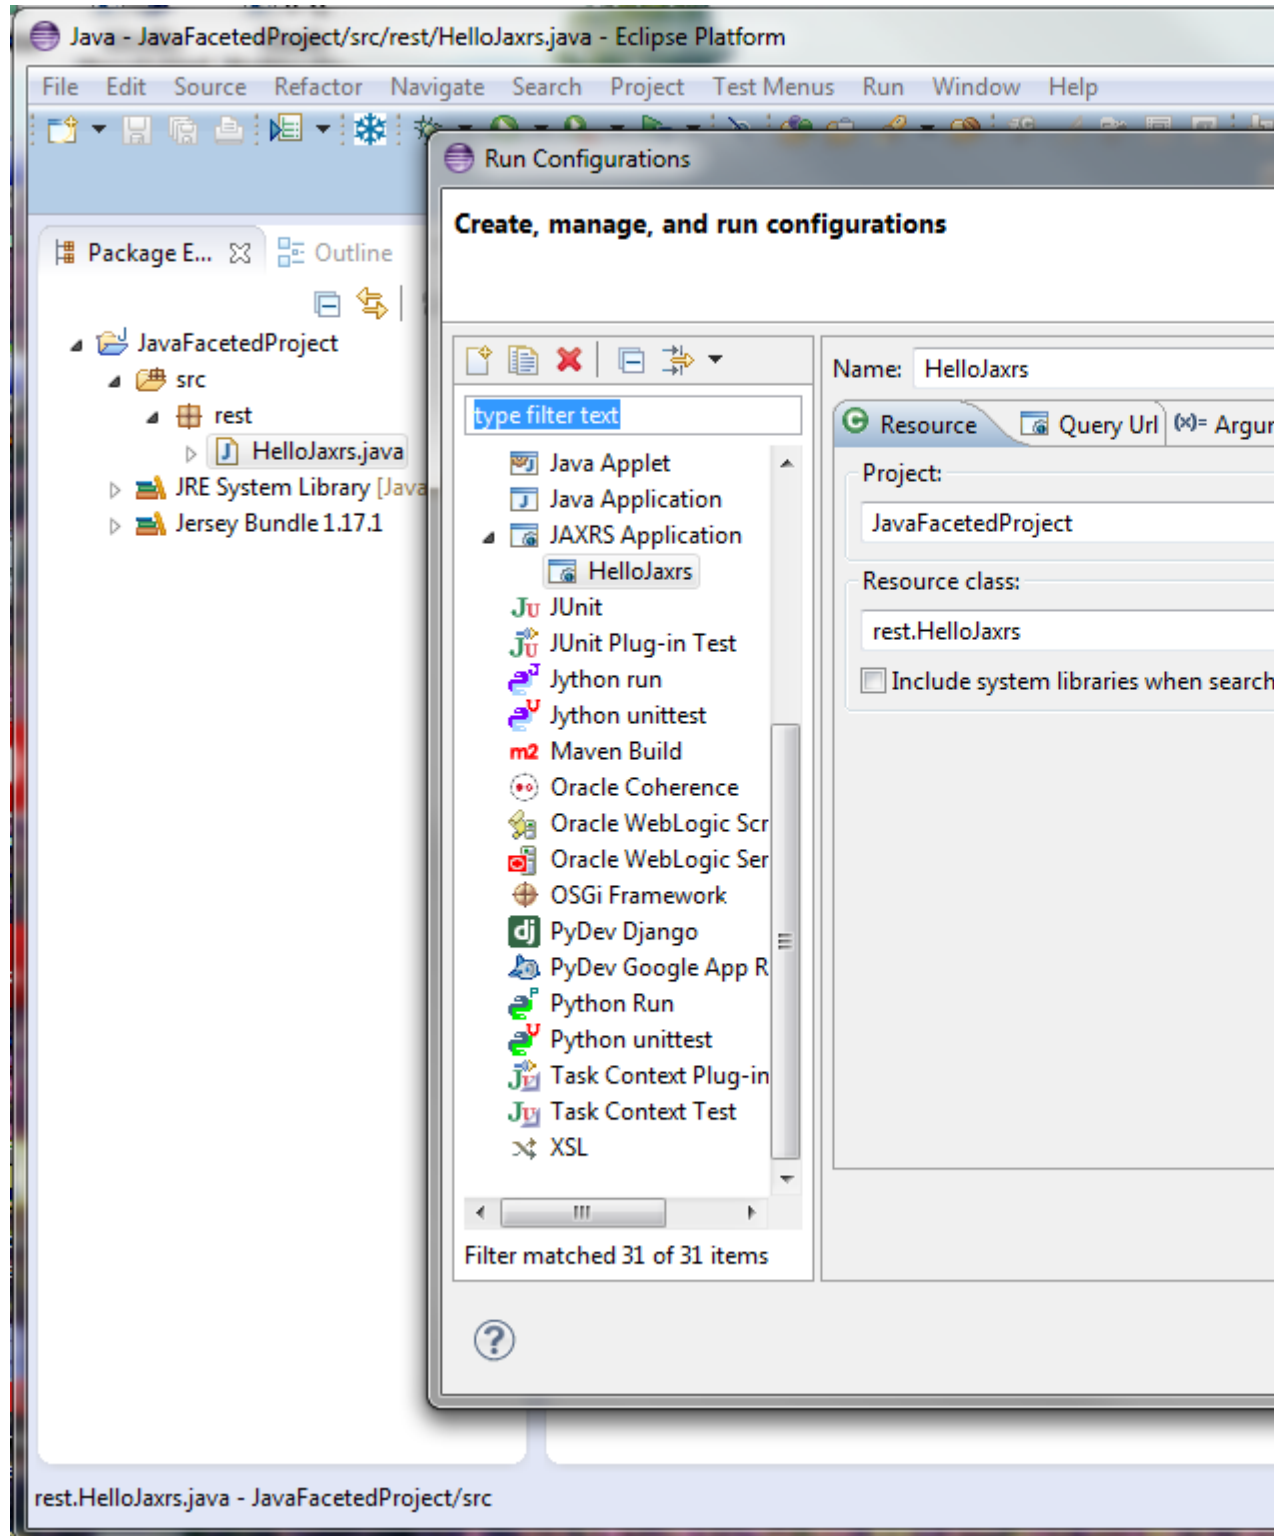 Java - JavaFacetedProject/src/rest/HelloJaxrs.java - Eclipse Platform
File Edit Source Refactor Navigate Search Project Test Menus Run Window Help
Package E... Outline
JavaFacetedProject
src
rest
HelloJaxrs.java
JRE System Library [Java
Jersey Bundle 1.17.1
Run Configurations
Create, manage, and run configurations
type filter text
Java Applet
Java Application
JAXRS Application
HelloJaxrs
JUnit
JUnit Plug-in Test
Jython run
Jython unittest
m2 Maven Build
Oracle Coherence
Oracle WebLogic Scr
Oracle WebLogic Ser
OSGi Framework
dj PyDev Django
PyDev Google App R
Python Run
Python unittest
Task Context Plug-in
Task Context Test
XSL
Filter matched 31 of 31 items
Name: HelloJaxrs
Resource Query Url (x)= Argur
Project:
JavaFacetedProject
Resource class:
rest.HelloJaxrs
Include system libraries when search
rest.HelloJaxrs.java - JavaFacetedProject/src